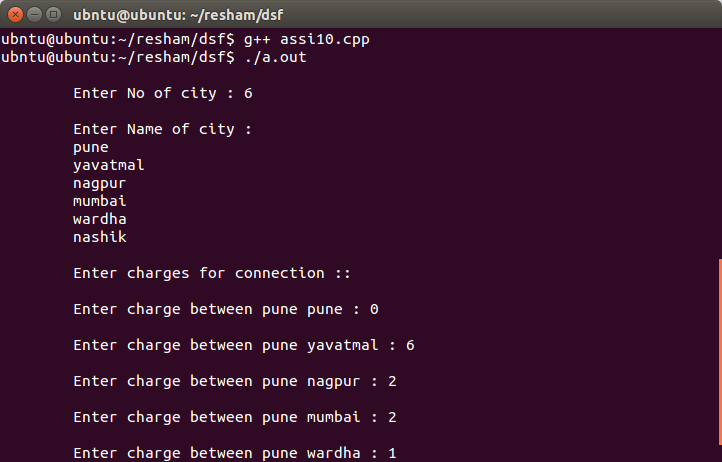 ubntu@ubuntu: ~/resham/dsf
ubntu@ubuntu:~/resham/dsf$ g++ assi10.cpp
ubntu@ubuntu:~/resham/dsf$ ./a.out
Enter No of city : 6
Enter Name of city :
pune
yavatmal
nagpur
mumbai
wardha
nashik
Enter charges for connection ::
Enter charge between pune pune : 0
Enter charge between pune yavatmal : 6
Enter charge between pune nagpur : 2
Enter charge between pune mumbai : 2
Enter charge between pune wardha : 1